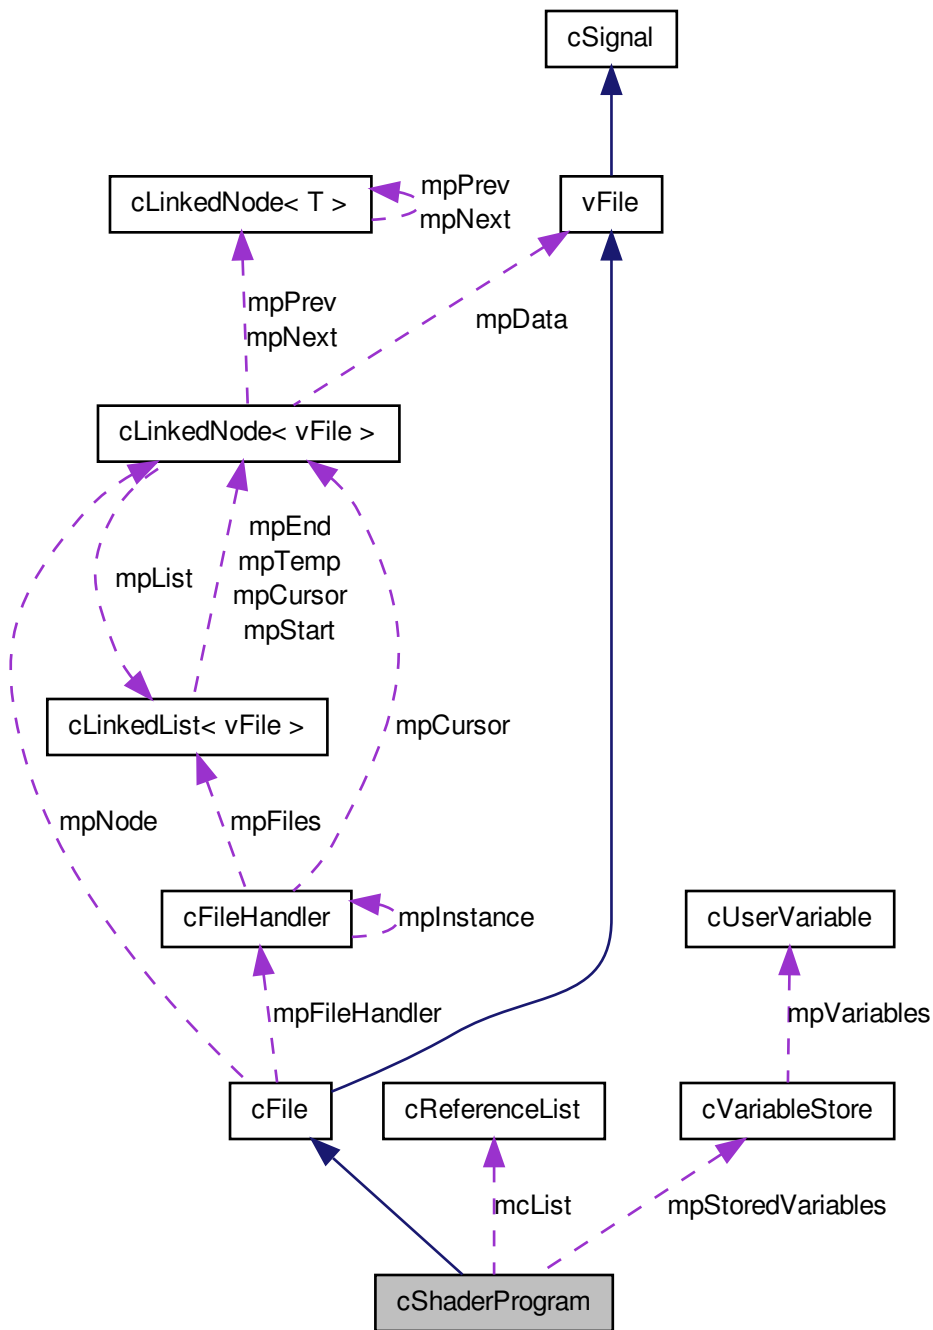 cSignal
cLinkedNode< T >
mpPrev
mpNext
vFile
mpPrev
mpNext
mpData
cLinkedNode< vFile >
mpList
mpEnd
mpTemp
mpCursor
mpStart
cLinkedList< vFile >
mpCursor
mpNode
mpFiles
cFileHandler
mpInstance
cUserVariable
mpFileHandler
mpVariables
cFile
cReferenceList
cVariableStore
mcList
mpStoredVariables
cShaderProgram